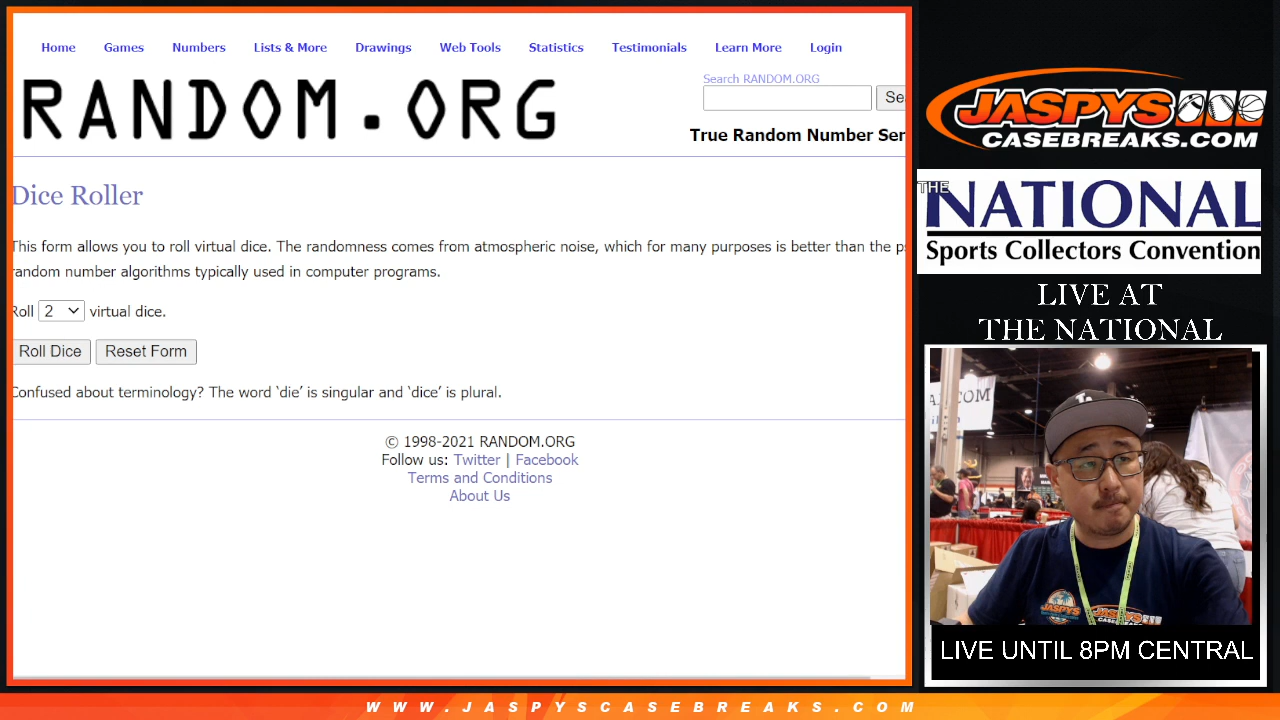 Home Games Numbers Lists & More Drawings Web Tools Statistics Testimonials Learn More Login
RANDOM.ORG
Search RANDOM.ORG
Sea
True Random Number Ser
Dice Roller
This form allows you to roll virtual dice. The randomness comes from atmospheric noise, which for many purposes is better than the ps
random number algorithms typically used in computer programs.
Roll 2 virtual dice.
Roll Dice Reset Form
Confused about terminology? The word ‘die’ is singular and ‘dice’ is plural.
© 1998-2021 RANDOM.ORG
Follow us: Twitter | Facebook
Terms and Conditions
About Us
JASPYS
CASEBREAKS.COM
THE
NATIONAL
Sports Collectors Convention
LIVE AT
THE NATIONAL
JASPYS
JASPYS
CASEBREAKS
LIVE UNTIL 8PM CENTRAL
WWW.JASPYSCASEBREAKS.COM